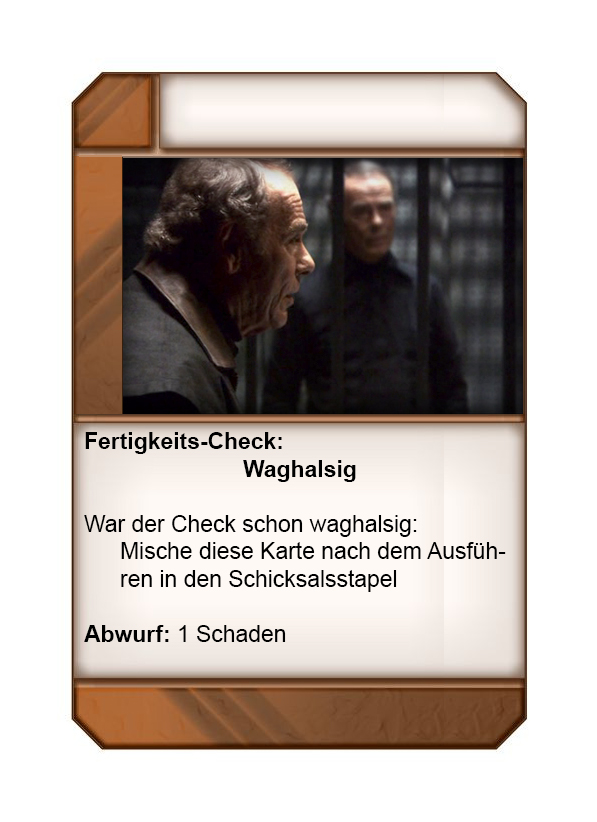 Fertigkeits-Check:
Waghalsig
War der Check schon waghalsig:
Mische diese Karte nach dem Ausfüh-
ren in den Schicksalsstapel
Abwurf: 1 Schaden